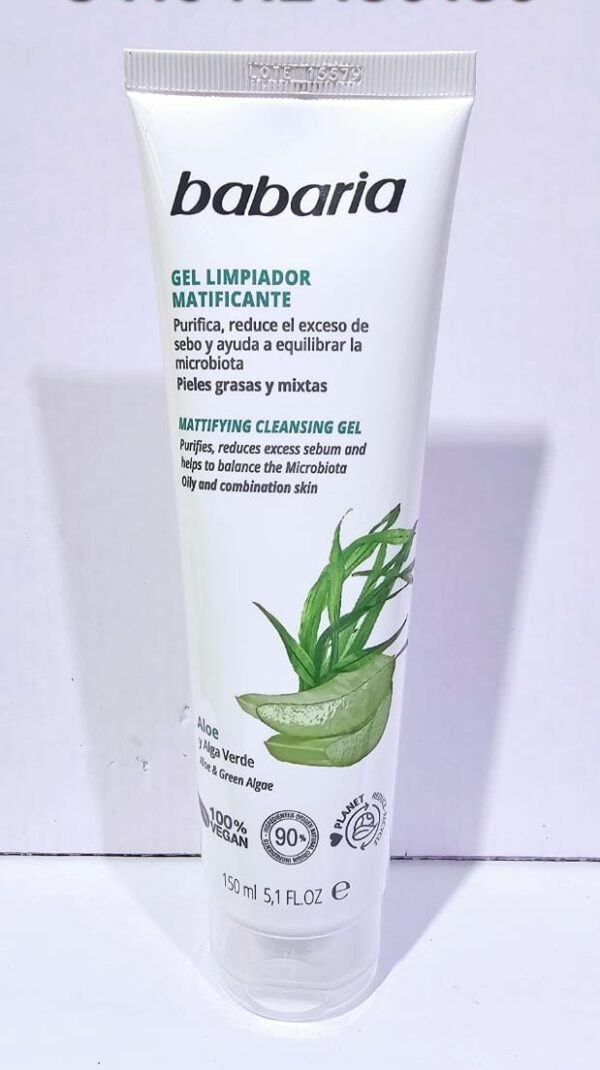 LOTE 15579
babaria
GEL LIMPIADOR
MATIFICANTE
Purifica, reduce el exceso de
sebo y ayuda a equilibrar la
microbiota
Pieles grasas y mixtas
MATTIFYING CLEANSING GEL
Purifies, reduces excess sebum and
helps to balance the Microbiota
Oily and combination skin
Aloe
y Alga Verde
Aloe & Green Algae
100%
VEGAN
90%
PLANET
150 ml 5,1 FL.OZ e